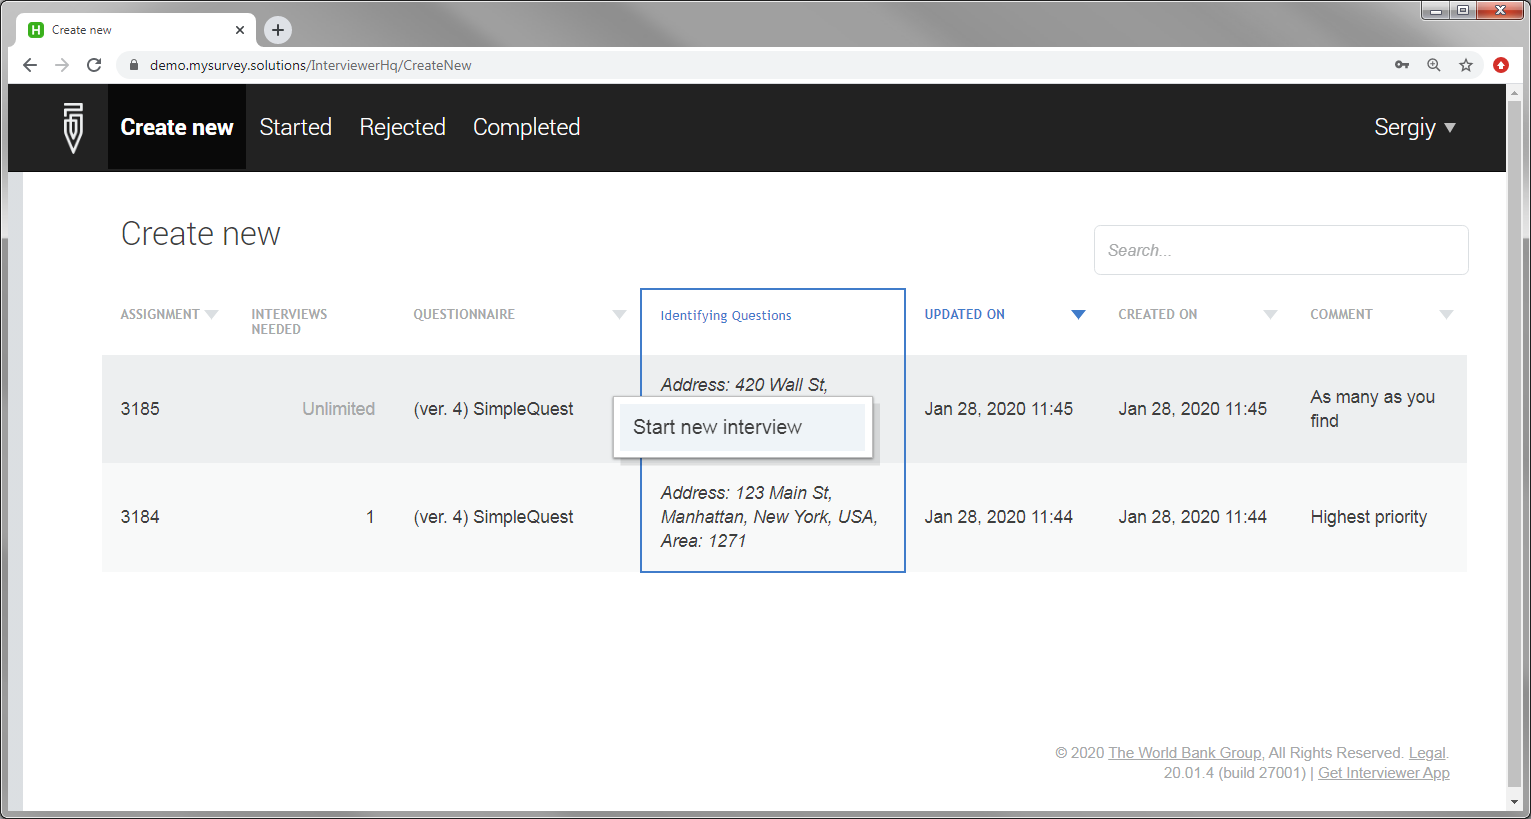 H Create new
demo.mysurvey.solutions/InterviewerHq/CreateNew
Create new Started Rejected Completed Sergiy
Create new
Search...
ASSIGNMENT INTERVIEWS NEEDED QUESTIONNAIRE Identifying Questions UPDATED ON CREATED ON COMMENT
3185 Unlimited (ver. 4) SimpleQuest Address: 420 Wall St, Jan 28, 2020 11:45 Jan 28, 2020 11:45 As many as you find
Start new interview
3184 1 (ver. 4) SimpleQuest Address: 123 Main St, Manhattan, New York, USA, Area: 1271 Jan 28, 2020 11:44 Jan 28, 2020 11:44 Highest priority
© 2020 The World Bank Group, All Rights Reserved. Legal.
20.01.4 (build 27001) | Get Interviewer App